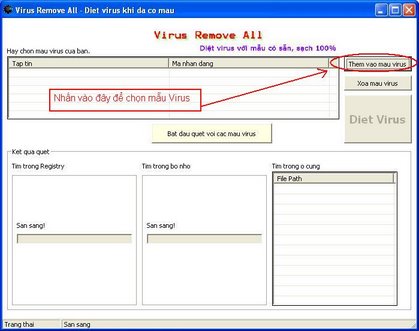 Virus Remove All - Diet virus khi da co mau
Virus Remove All
Diệt virus với mẫu có sẵn, sạch 100%
Hay chon mau virus cua ban.
Tap tin
Ma nhan dang
Them vao mau virus
Nhấn vào đây để chọn mẫu Virus
Xoa mau virus
Diet Virus
Bat dau quet voi cac mau virus
Ket qua quet
Tim trong Registry
Tim trong bo nho
Tim trong o cung
File Path
San sang!
San sang!
Trang thai
San sang